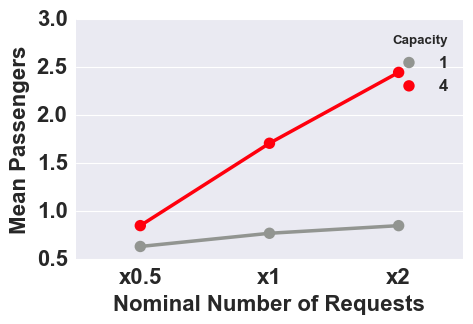 3.0
2.5
2.0
1.5
1.0
0.5
Mean Passengers
Capacity
1
4
x0.5 x1 x2
Nominal Number of Requests